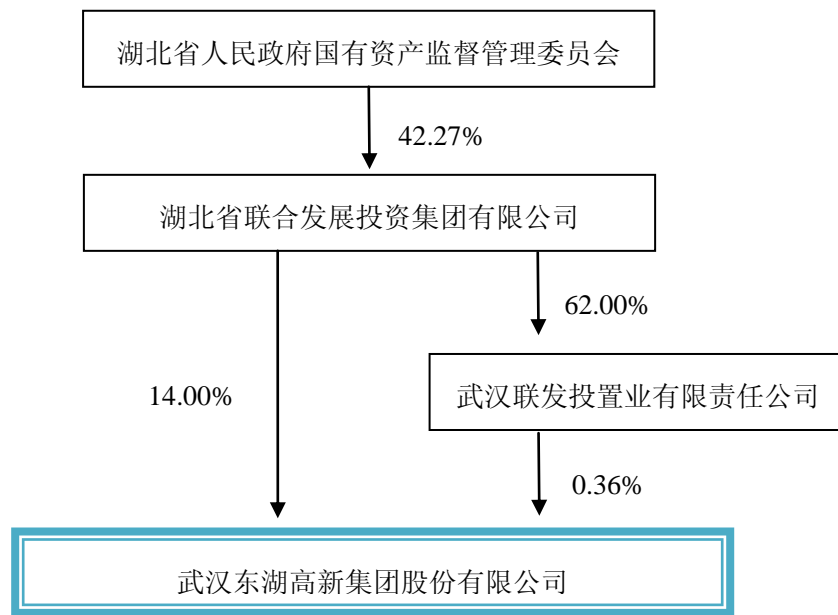 湖北省人民政府国有资产监督管理委员会
42.27%
湖北省联合发展投资集团有限公司
62.00%
14.00%
武汉联发投置业有限责任公司
0.36%
武汉东湖高新集团股份有限公司